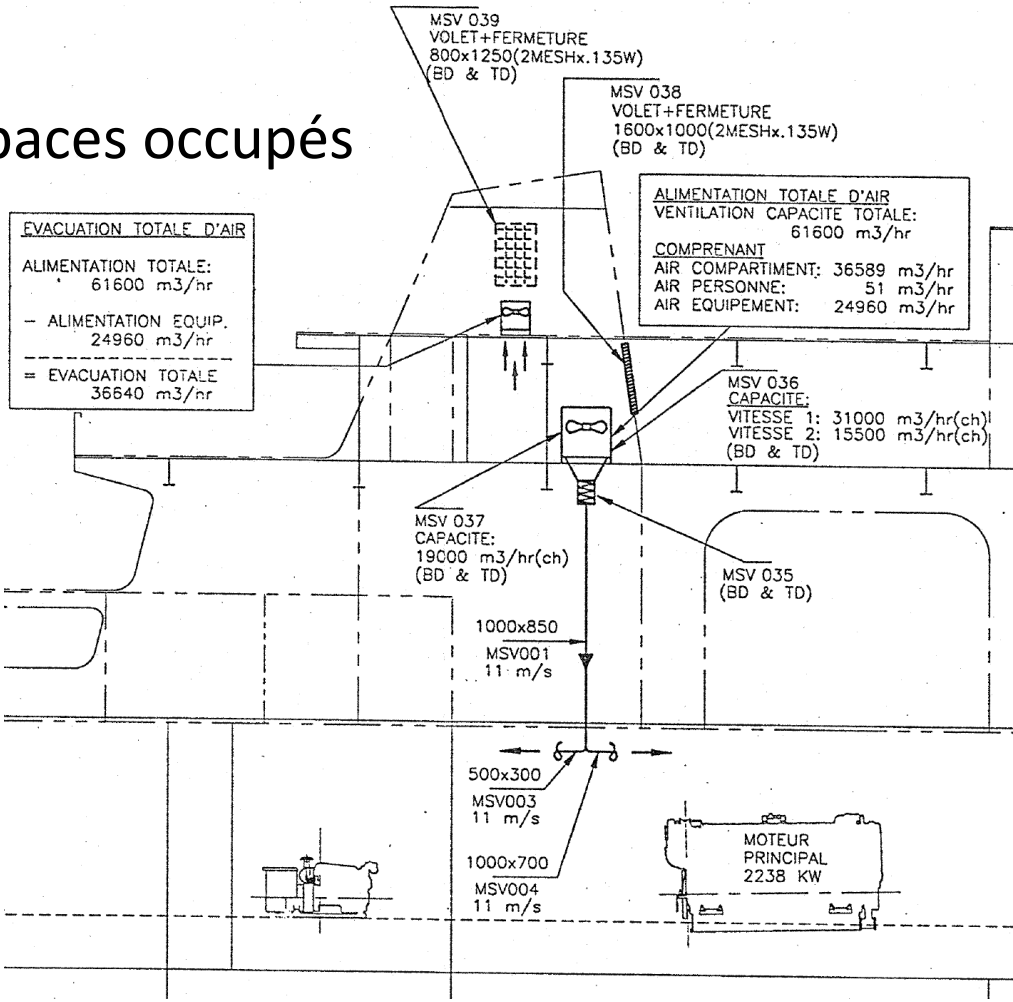 MSV 039
VOLET+FERMETURE
800x1250(2MESHx.135W)
(BD & TD)
MSV 038
VOLET+FERMETURE
1600x1000(2MESHx.135W)
(BD & TD)
paces occupés
EVACUATION TOTALE D'AIR
ALIMENTATION TOTALE:
61600 m3/hr
- ALIMENTATION EQUIP.
24960 m3/hr
= EVACUATION TOTALE
36640 m3/hr
ALIMENTATION TOTALE D'AIR
VENTILATION CAPACITE TOTALE:
61600 m3/hr
COMPRENANT
AIR COMPARTIMENT: 36589 m3/hr
AIR PERSONNE: 51 m3/hr
AIR EQUIPEMENT: 24960 m3/hr
MSV 036
CAPACITE:
VITESSE 1: 31000 m3/hr(ch)
VITESSE 2: 15500 m3/hr(ch)
(BD & TD)
MSV 037
CAPACITE:
19000 m3/hr(ch)
(BD & TD)
MSV 035
(BD & TD)
1000x850
MSV001
11 m/s
500x300
MSV003
11 m/s
1000x700
MSV004
11 m/s
MOTEUR
PRINCIPAL
2238 KW